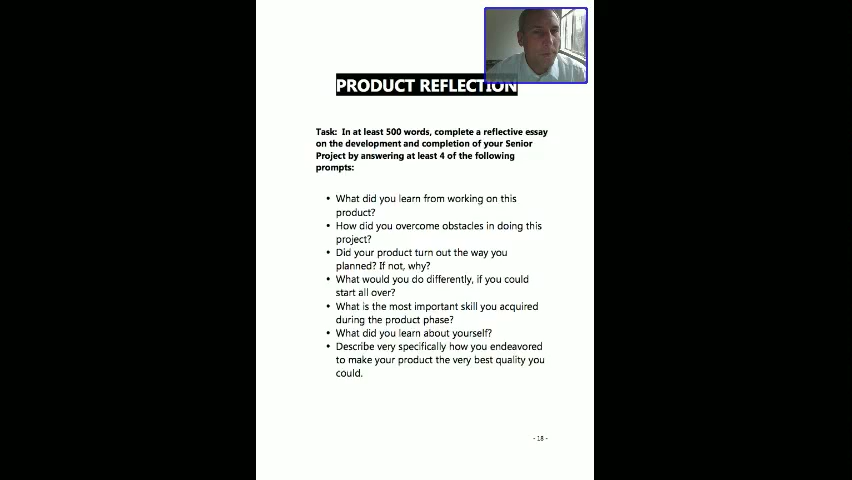 PRODUCT REFLECTION
Task: In at least 500 words, complete a reflective essay
on the development and completion of your Senior
Project by answering at least 4 of the following
prompts:
• What did you learn from working on this
product?
• How did you overcome obstacles in doing this
project?
• Did your product turn out the way you
planned? If not, why?
• What would you do differently, if you could
start all over?
• What is the most important skill you acquired
during the product phase?
• What did you learn about yourself?
• Describe very specifically how you endeavored
to make your product the very best quality you
could.
- 18 -